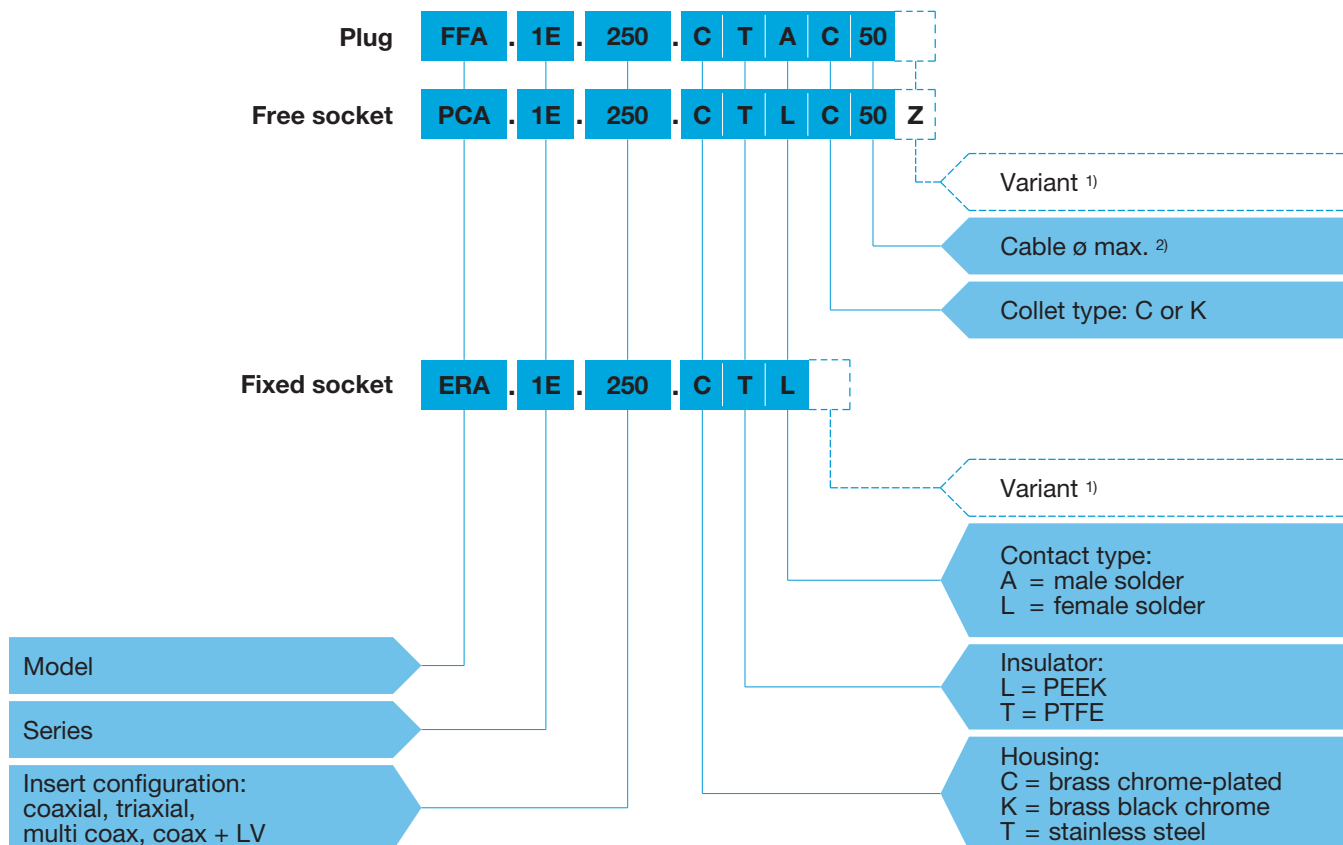 Plug FFA . 1E . 250 . C T A C 50
Free socket PCA . 1E . 250 . C T L C 50 Z
Variant 1)
Cable ø max. 2)
Collet type: C or K
Fixed socket ERA . 1E . 250 . C T L
Variant 1)
Contact type:
A = male solder
L = female solder
Model
Insulator:
L = PEEK
T = PTFE
Series
Housing:
C = brass chrome-plated
K = brass black chrome
T = stainless steel
Insert configuration:
coaxial, triaxial,
multi coax, coax + LV